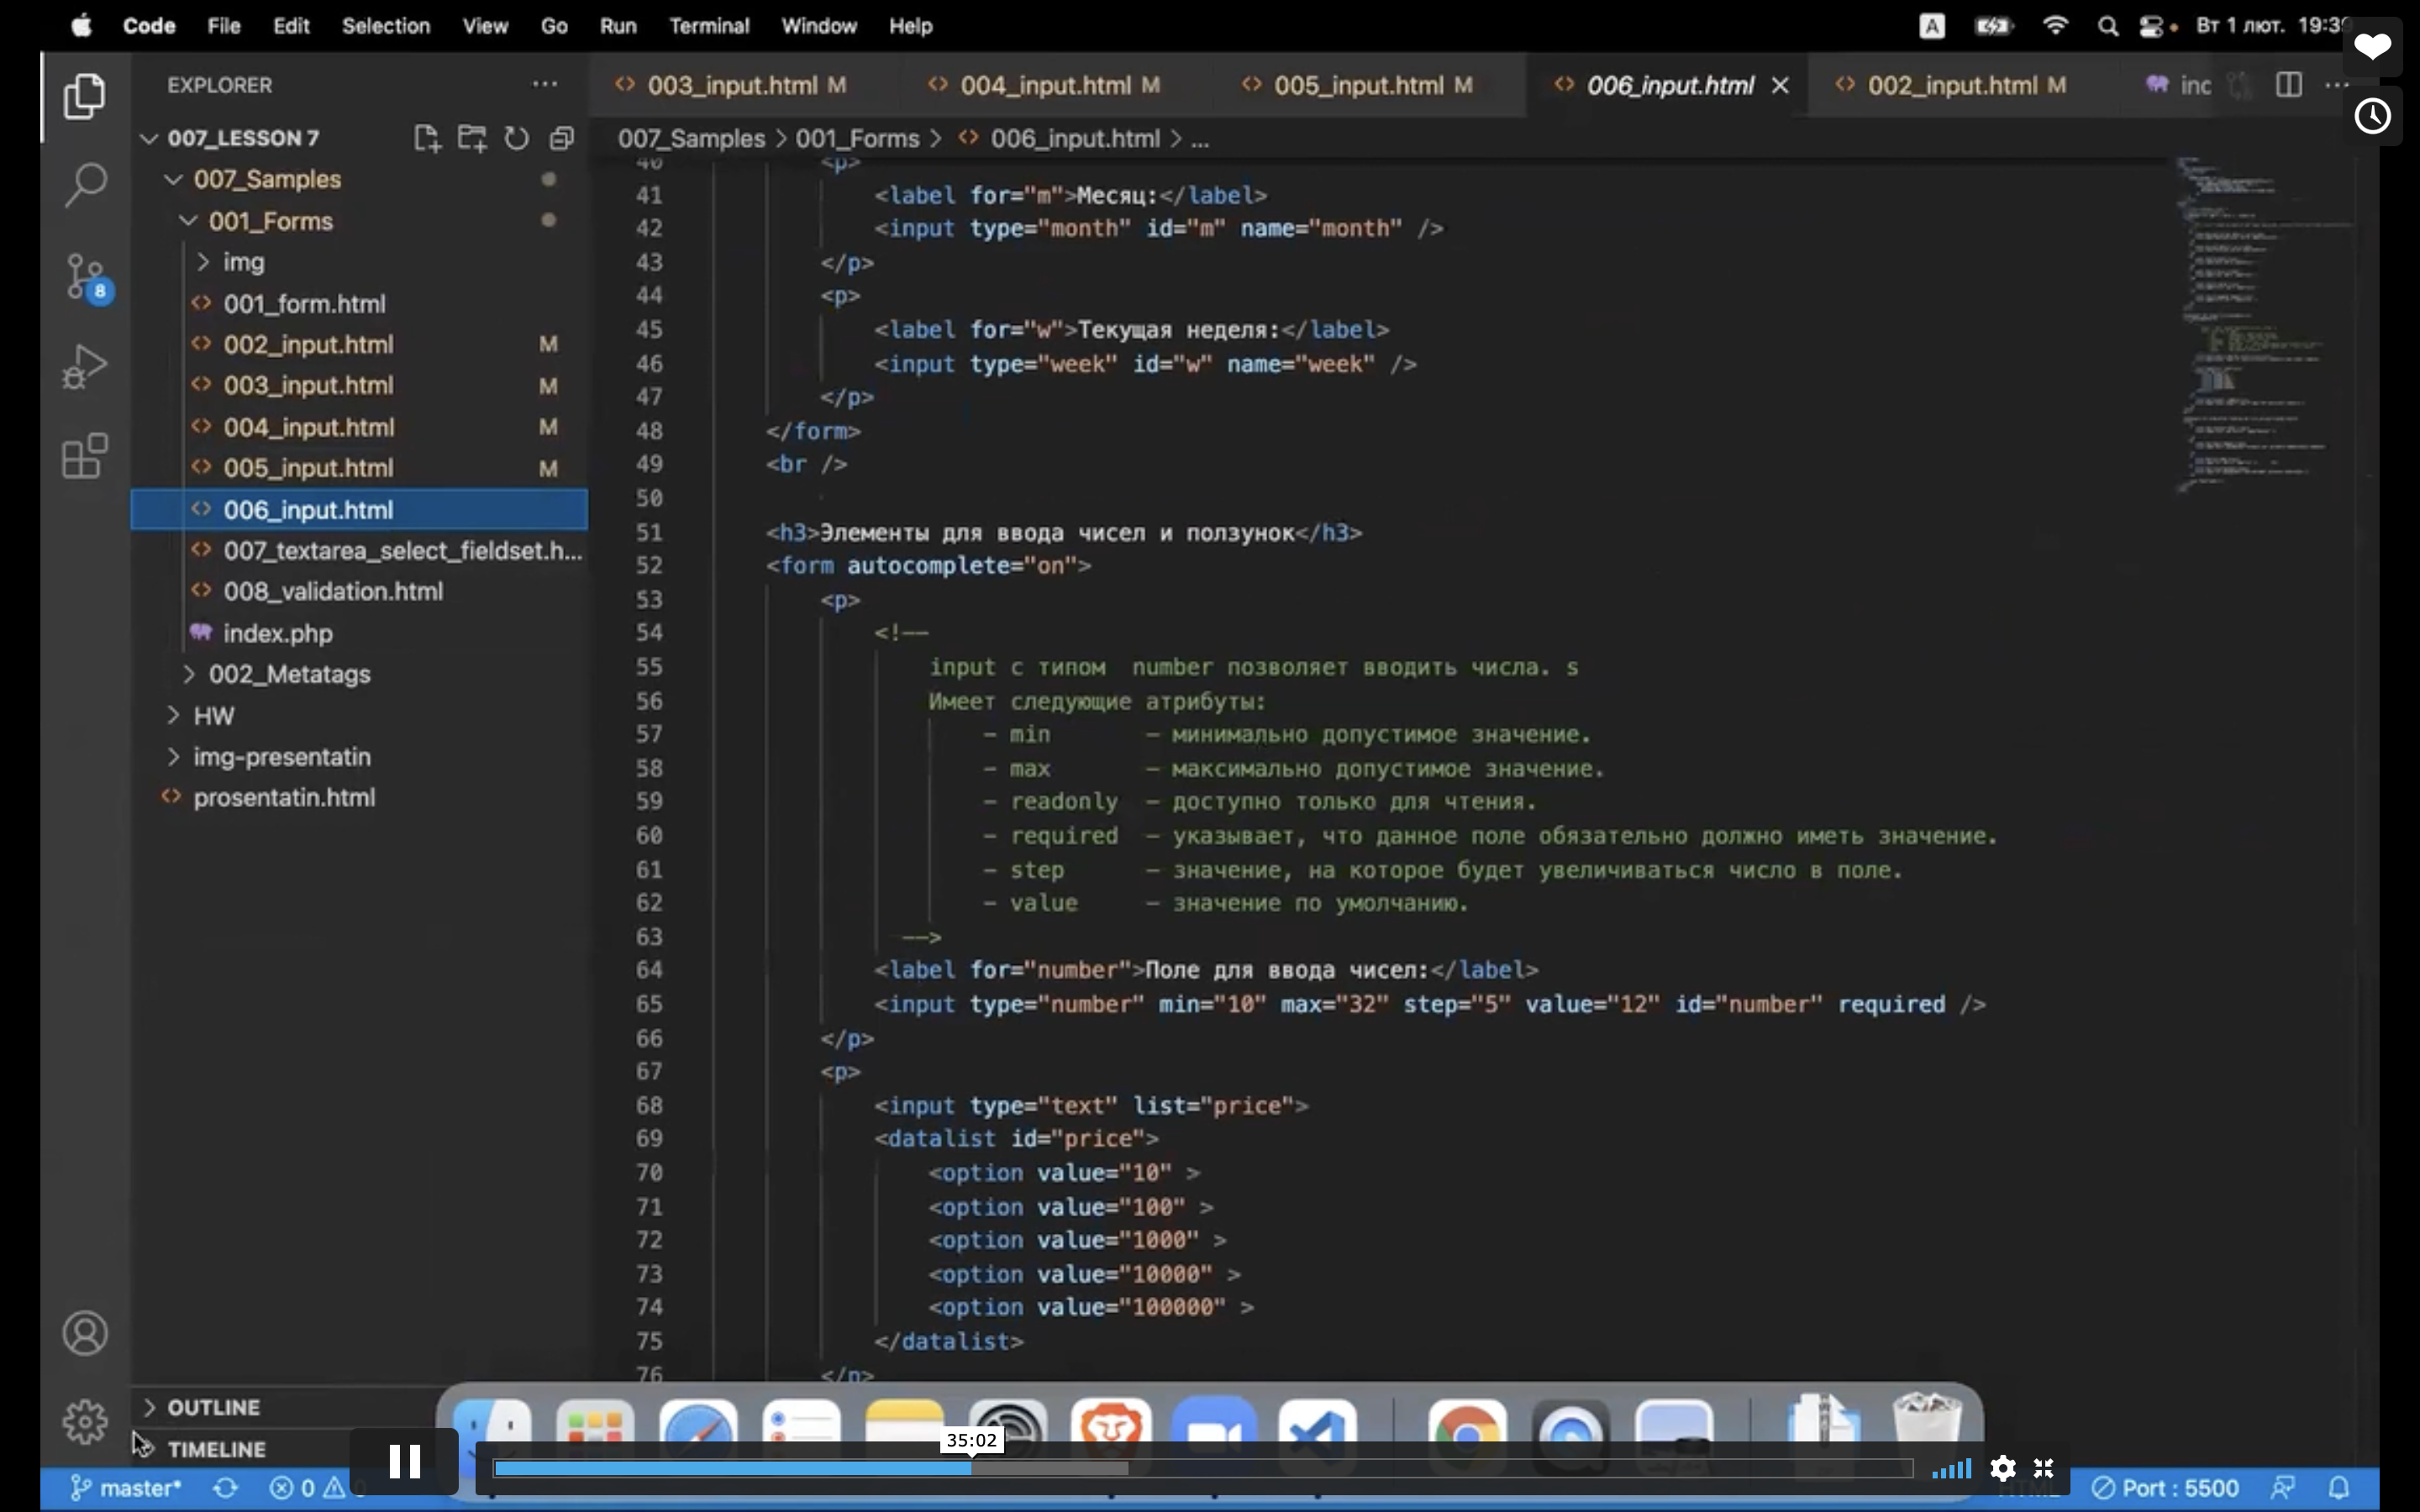 Code File Edit Selection View Go Run Terminal Window Help
A Вт 1 лют.
EXPLORER
003_input.html M 004_input.html M 005_input.html M 006_input.html 002_input.html M
007_LESSON 7
007_Samples > 001_Forms > 006_input.html > ...
007_Samples
001_Forms
img
001_form.html
002_input.html M
003_input.html M
004_input.html M
005_input.html M
006_input.html
007_textarea_select_fieldset.h...
008_validation.html
index.php
002_Metatags
HW
img-presentatin
prosentatin.html
8
OUTLINE
TIMELINE
40 <p>
41 <label for="m">Месяц:</label>
42 <input type="month" id="m" name="month" />
43 </p>
44 <p>
45 <label for="w">Текущая неделя:</label>
46 <input type="week" id="w" name="week" />
47 </p>
48 </form>
49 <br />
50
51 <h3>Элементы для ввода чисел и ползунок</h3>
52 <form autocomplete="on">
53 <p>
54 <!--
55 input с типом number позволяет вводить числа. s
56 Имеет следующие атрибуты:
57 - min - минимально допустимое значение.
58 - max - максимально допустимое значение.
59 - readonly - доступно только для чтения.
60 - required - указывает, что данное поле обязательно должно иметь значение.
61 - step - значение, на которое будет увеличиваться число в поле.
62 - value - значение по умолчанию.
63 -->
64 <label for="number">Поле для ввода чисел:</label>
65 <input type="number" min="10" max="32" step="5" value="12" id="number" required />
66 </p>
67 <p>
68 <input type="text" list="price">
69 <datalist id="price">
70 <option value="10" >
71 <option value="100" >
72 <option value="1000" >
73 <option value="10000" >
74 <option value="100000" >
75 </datalist>
76 </p>
35:02
master* 0 Port : 5500